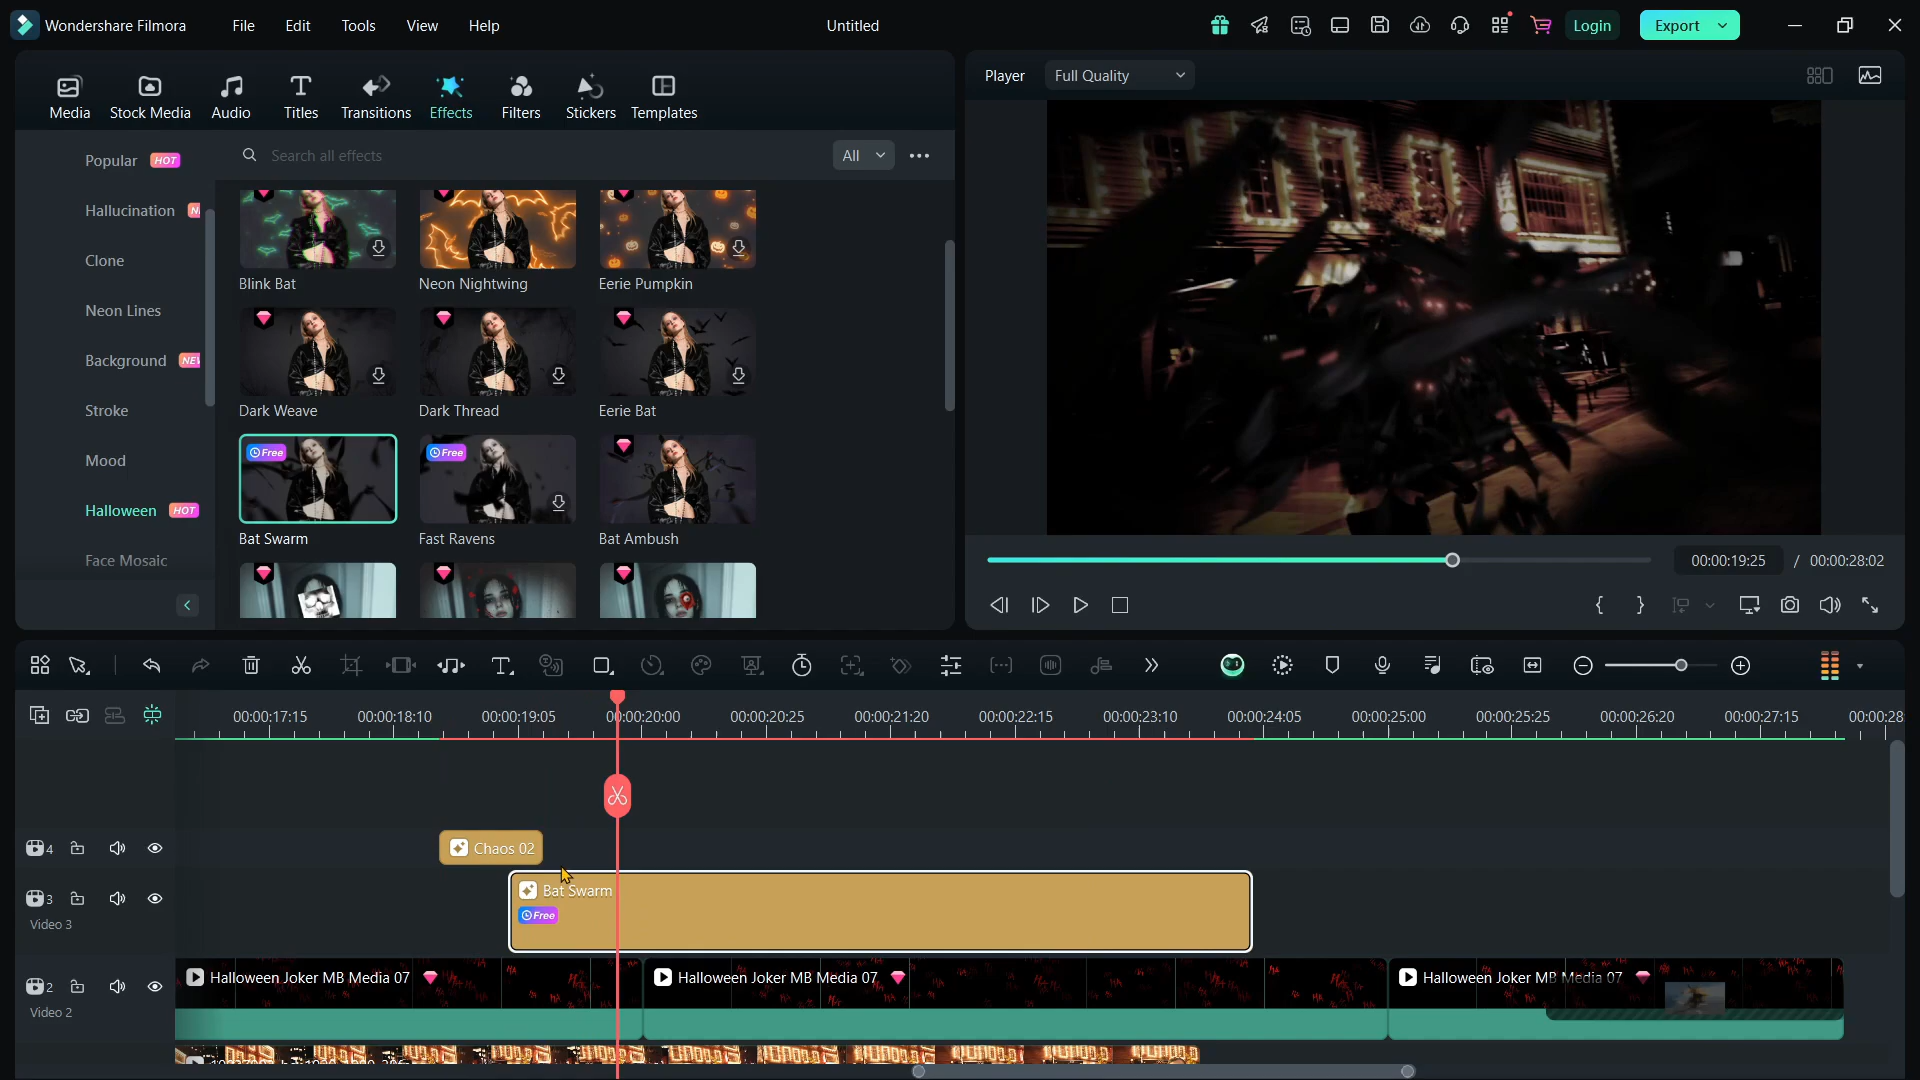 Wondershare Filmora
File
Edit
Tools
View
Help
Untitled
Login
Export
Media
Stock Media
Audio
Titles
Transitions
Effects
Filters
Stickers
Templates
Player
Full Quality
Popular HOT
Hallucination
Clone
Neon Lines
Background
Stroke
Mood
Halloween HOT
Face Mosaic
Search all effects
All
Blink Bat
Neon Nightwing
Eerie Pumpkin
Dark Weave
Dark Thread
Eerie Bat
Free
Free
Bat Swarm
Fast Ravens
Bat Ambush
00:00:19:25 / 00:00:28:02
00:00:17:15
00:00:18:10
00:00:19:05
00:00:20:00
00:00:20:25
00:00:21:20
00:00:22:15
00:00:23:10
00:00:24:05
00:00:25:00
00:00:25:25
00:00:26:20
00:00:27:15
00:00:28
4
Chaos 02
3
Video 3
Bat Swarm
Free
2
Video 2
Halloween Joker MB Media 07
Halloween Joker MB Media 07
Halloween Joker MB Media 07